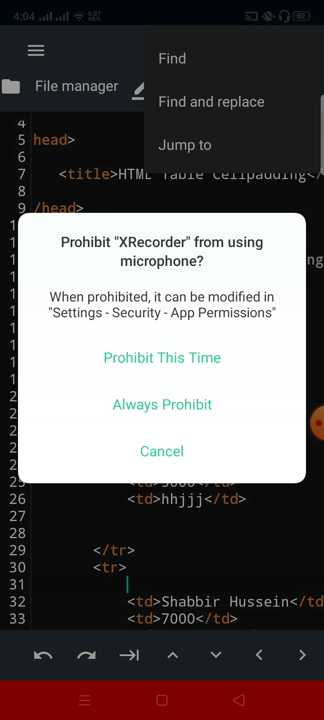 4:04 0.07 82
Find
File manager
Find and replace
Jump to
4
5 head>
6
7 <title>HTML Table Cellpadding</
8
9 /head>
Prohibit "XRecorder" from using
microphone?
When prohibited, it can be modified in
"Settings - Security - App Permissions"
Prohibit This Time
Always Prohibit
Cancel
26 <td>hhjjj</td>
27
28
29 </tr>
30 <tr>
31
32 <td>Shabbir Hussein</td
33 <td>7000</td>